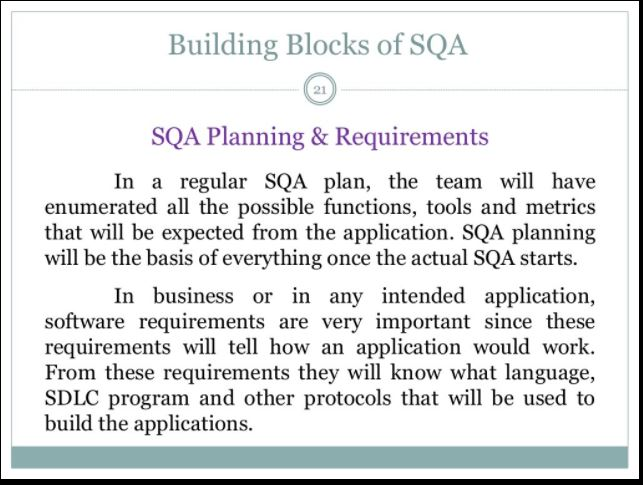 Building Blocks of SQA
21
SQA Planning & Requirements
In a regular SQA plan, the team will have
enumerated all the possible functions, tools and metrics
that will be expected from the application. SQA planning
will be the basis of everything once the actual SQA starts.
In business or in any intended application,
software requirements are very important since these
requirements will tell how an application would work.
From these requirements they will know what language,
SDLC program and other protocols that will be used to
build the applications.